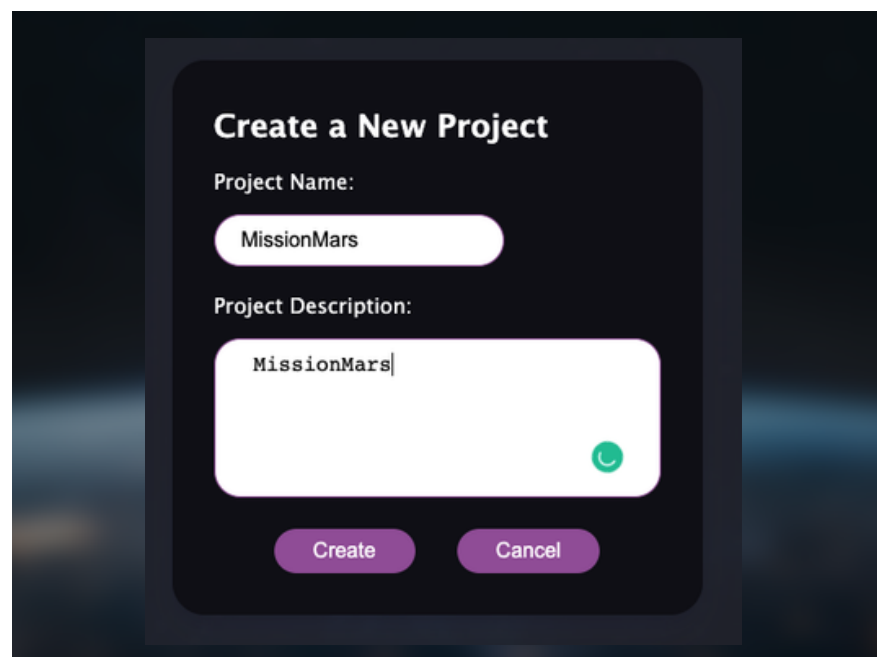 Create a New Project
Project Name:
MissionMars
Project Description:
MissionMars
Create Cancel